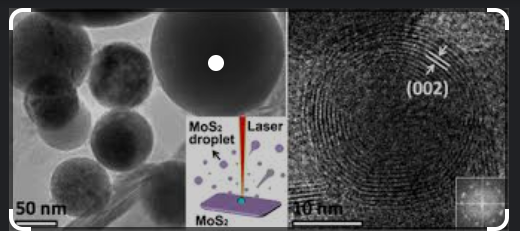 50 nm
MoS₂
droplet
Laser
MoS₂
(002)
10 nm